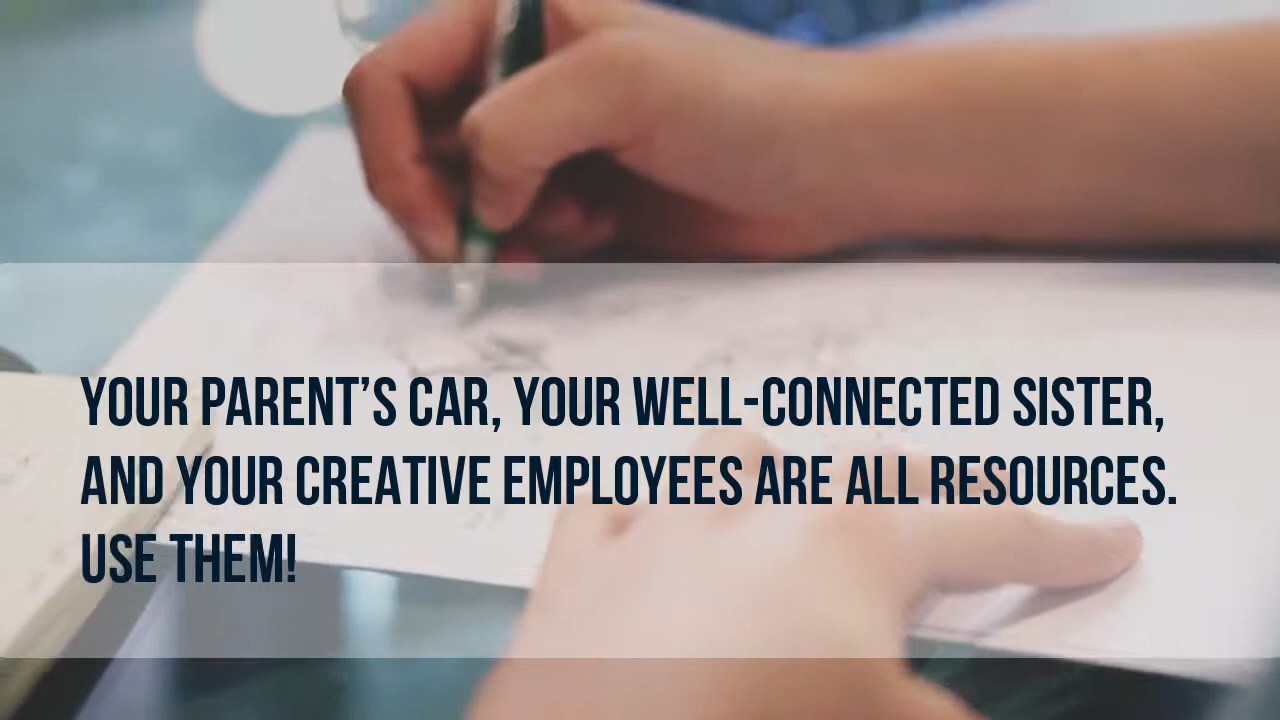 YOUR PARENT’S CAR, YOUR WELL-CONNECTED SISTER,
AND YOUR CREATIVE EMPLOYEES ARE ALL RESOURCES.
USE THEM!